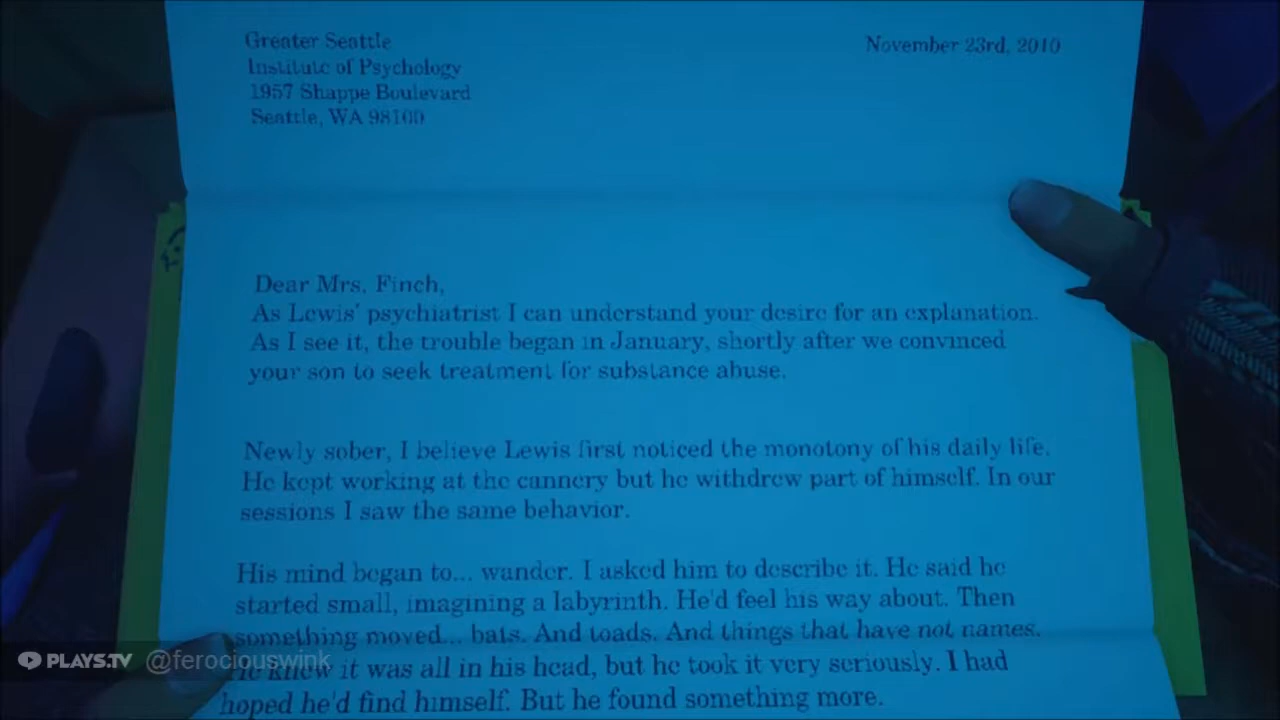 Greater Seattle
Institute of Psychology
1957 Shappe Boulevard
Seattle, WA 98100
November 23rd, 2010
Dear Mrs. Finch,
As Lewis' psychiatrist I can understand your desire for an explanation.
As I see it, the trouble began in January, shortly after we convinced
your son to seek treatment for substance abuse.
Newly sober, I believe Lewis first noticed the monotony of his daily life.
He kept working at the cannery but he withdrew part of himself. In our
sessions I saw the same behavior.
His mind began to... wander. I asked him to describe it. He said he
started small, imagining a labyrinth. He'd feel his way about. Then
something moved... bats. And toads. And things that have not names.
He knew it was all in his head, but he took it very seriously. I had
hoped he'd find himself. But he found something more.
PLAYS.TV @ferociouswink